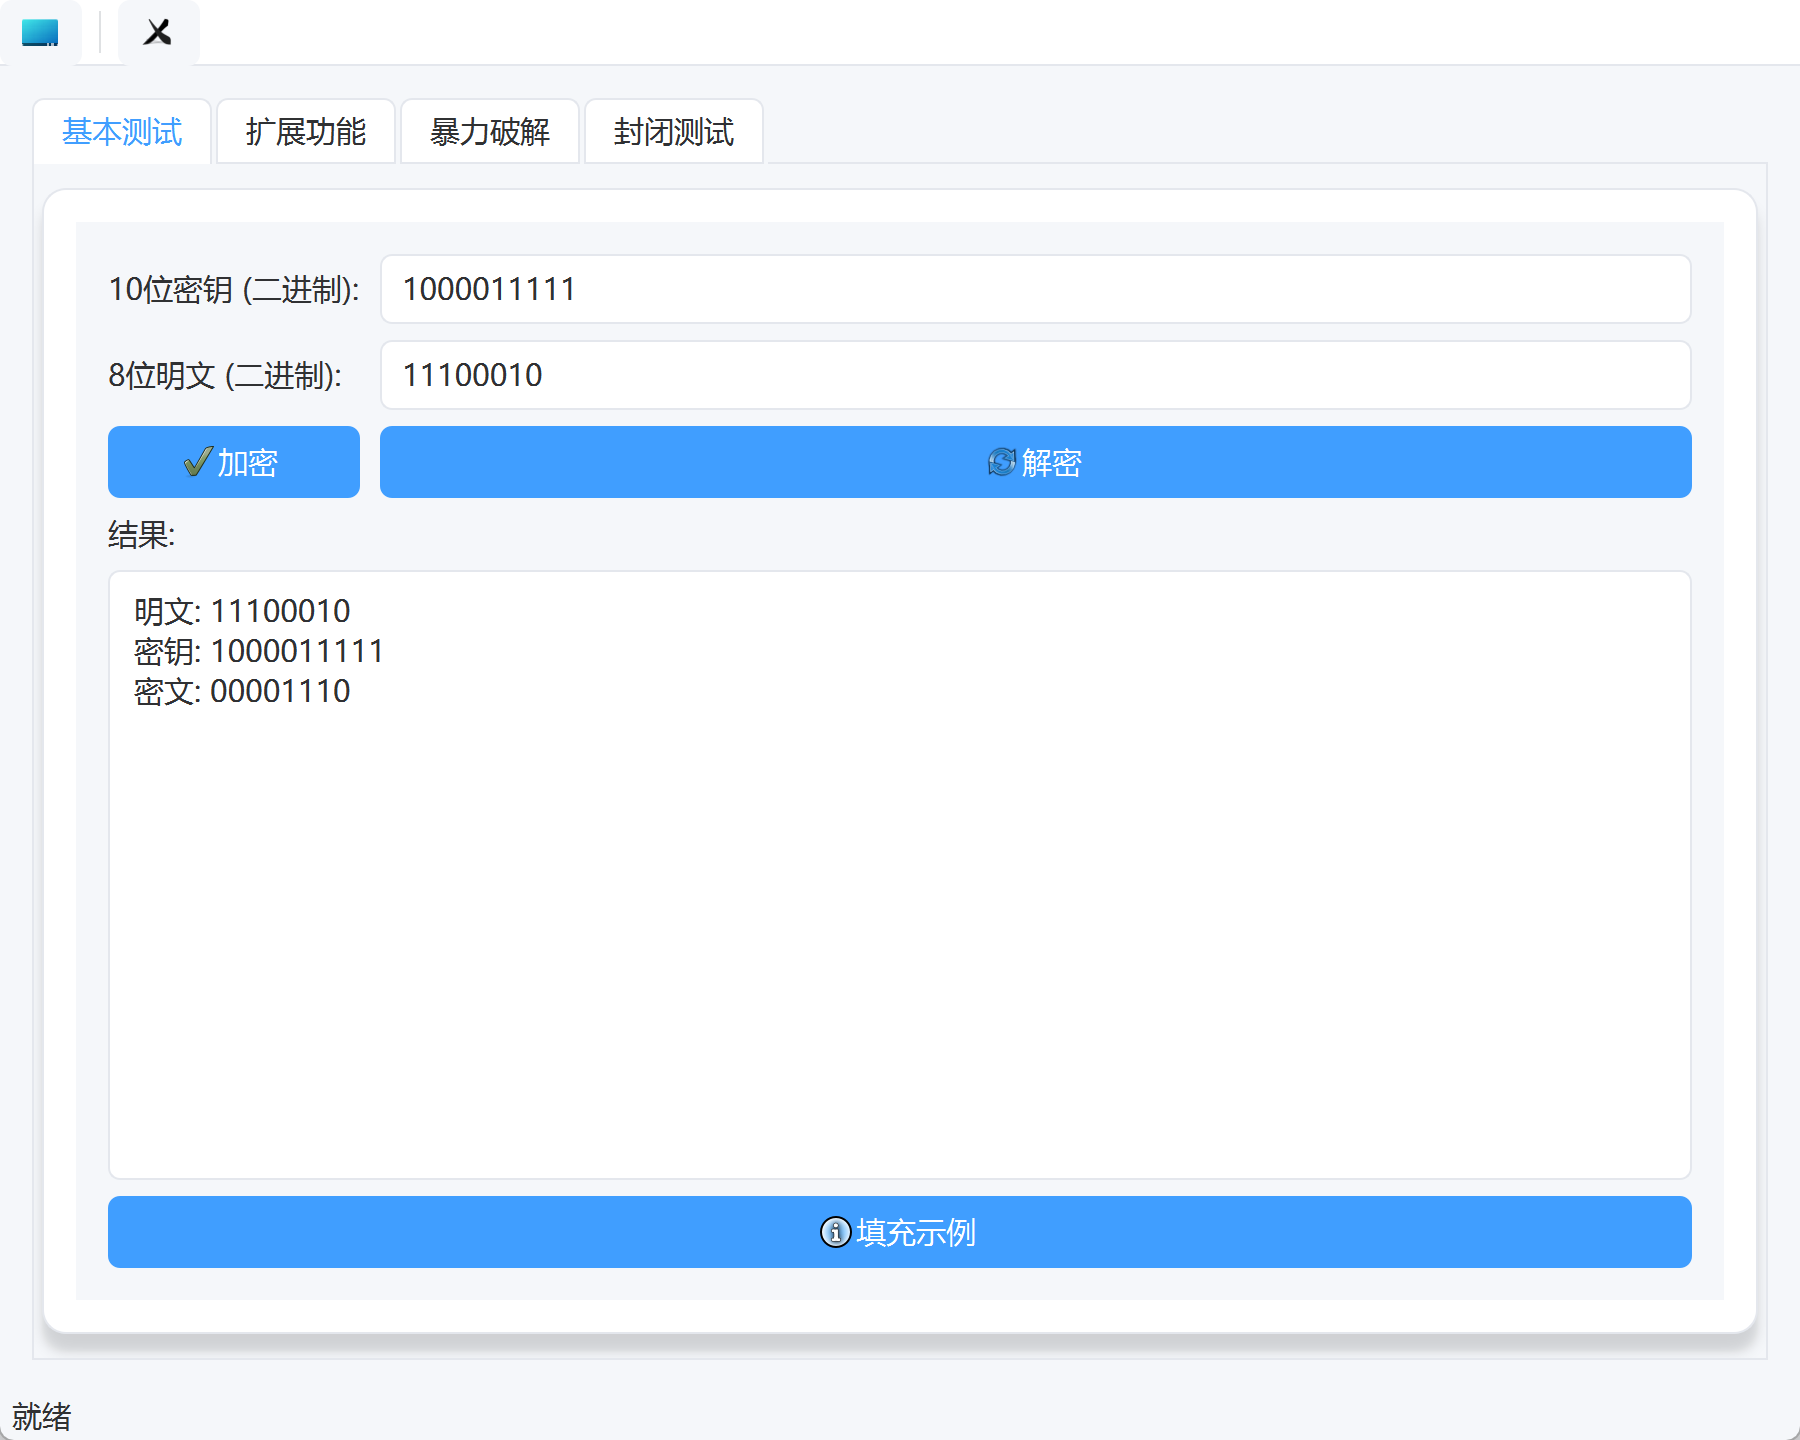 基本测试 扩展功能 暴力破解 封闭测试
10位密钥 (二进制): 1000011111
8位明文 (二进制): 11100010
加密 解密
结果:
明文: 11100010
密钥: 1000011111
密文: 00001110
填充示例
就绪